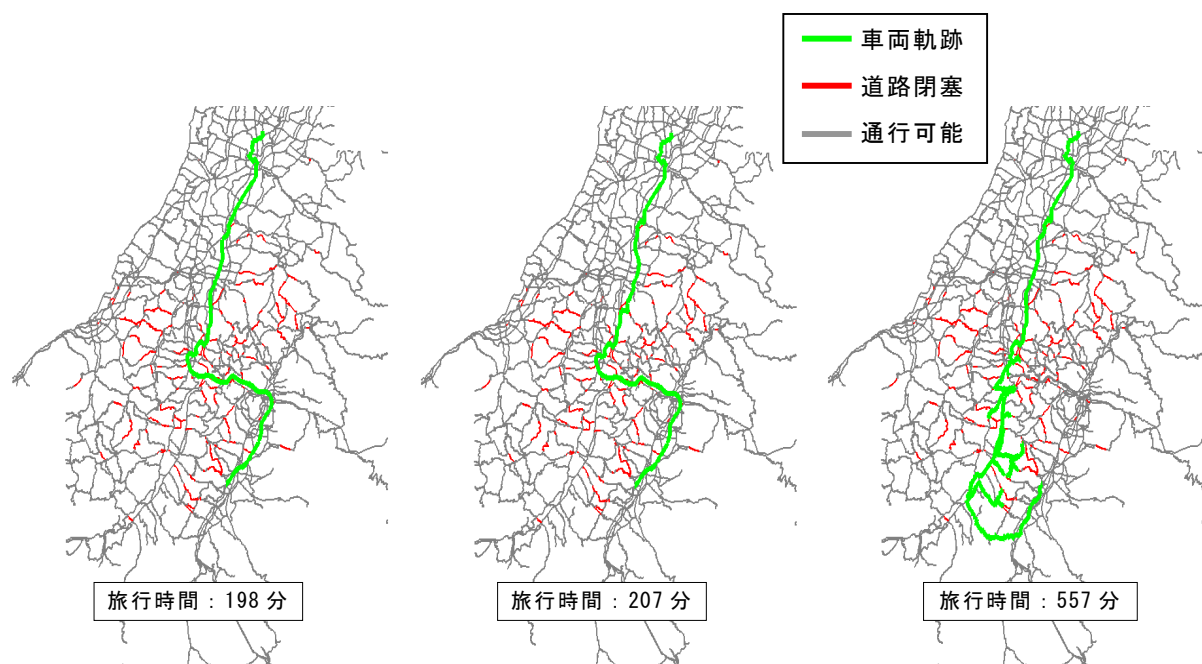 車両軌跡
道路閉塞
通行可能
旅行時間：198 分
旅行時間：207 分
旅行時間：557 分